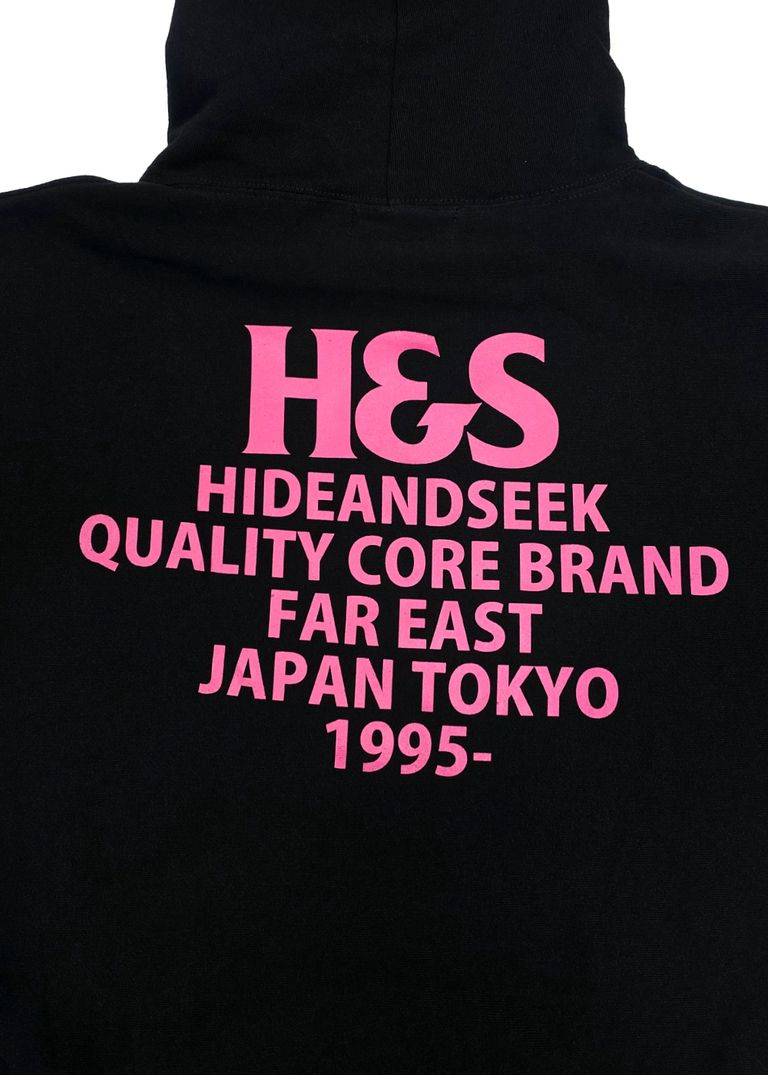 H&S
HIDEANDSEEK
QUALITY CORE BRAND
FAR EAST
JAPAN TOKYO
1995-